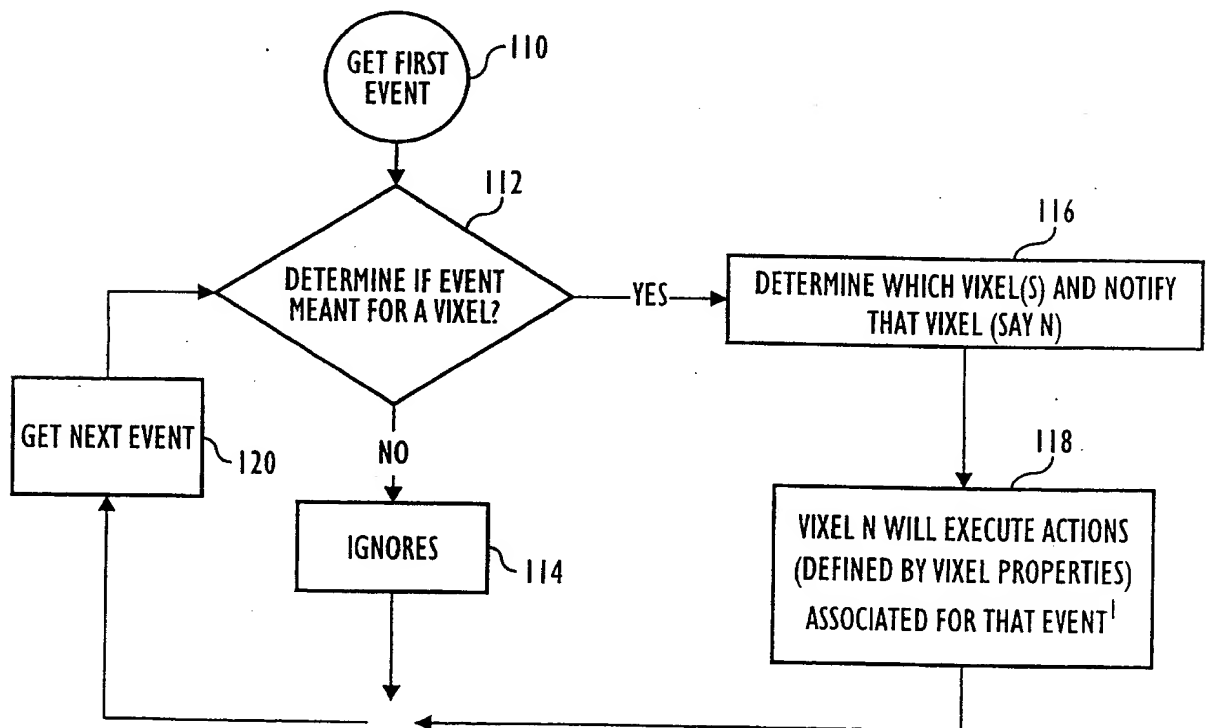 GET FIRST
EVENT
110
112
DETERMINE IF EVENT
MEANT FOR A VIXEL?
YES
116
DETERMINE WHICH VIXEL(S) AND NOTIFY
THAT VIXEL (SAY N)
GET NEXT EVENT
120
NO
118
IGNORES
114
VIXEL N WILL EXECUTE ACTIONS
(DEFINED BY VIXEL PROPERTIES)
ASSOCIATED FOR THAT EVENT¹